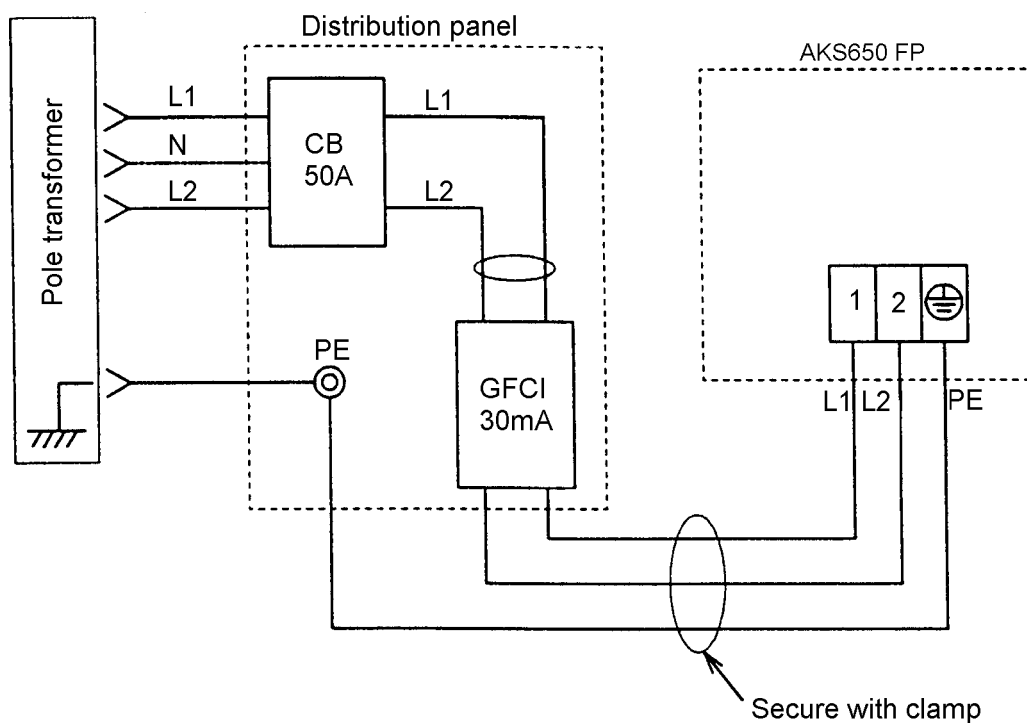 Distribution panel
AKS650 FP
Pole transformer
L1
N
L2
CB
50A
L1
L2
PE
GFCI
30mA
1
2
L1
L2
PE
Secure with clamp